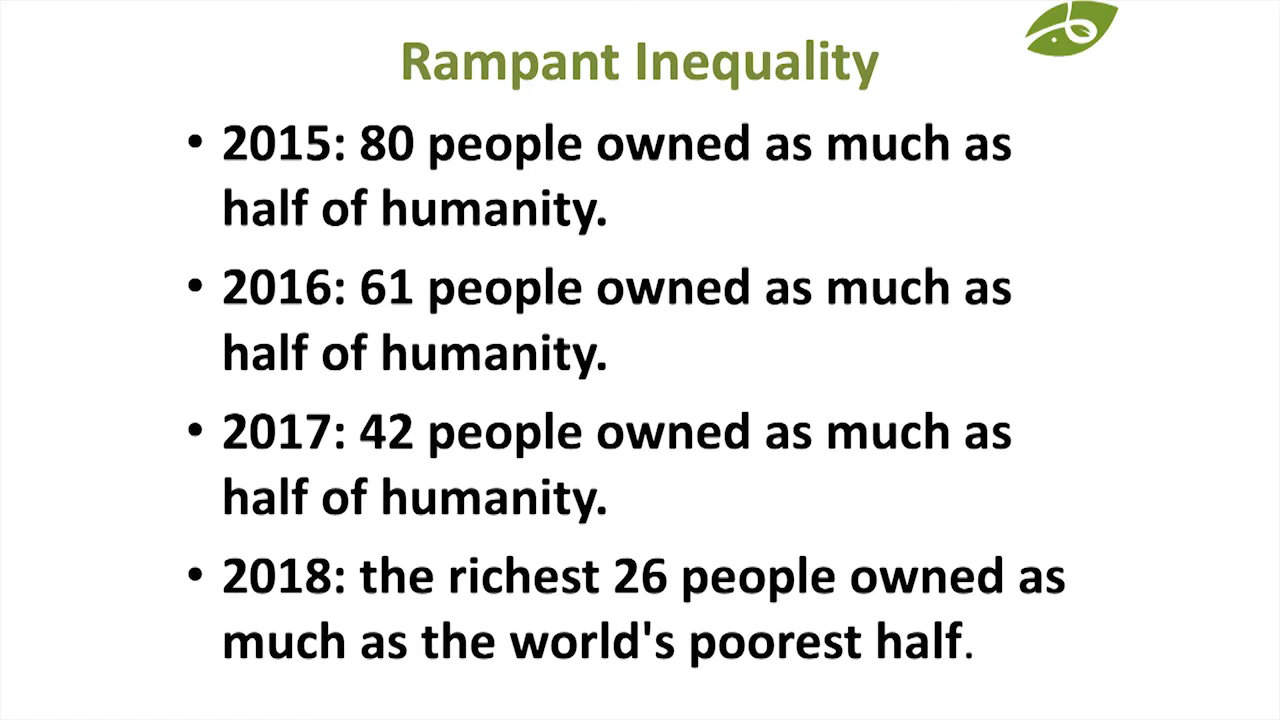 Rampant Inequality
• 2015: 80 people owned as much as
half of humanity.
• 2016: 61 people owned as much as
half of humanity.
• 2017: 42 people owned as much as
half of humanity.
• 2018: the richest 26 people owned as
much as the world's poorest half.